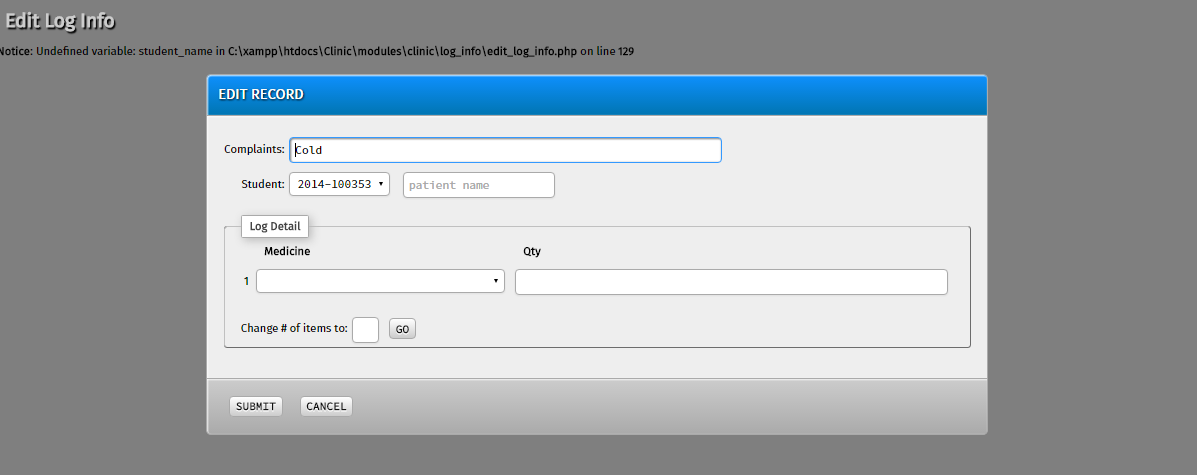 Edit Log Info
Notice: Undefined variable: student_name in C:\xampp\htdocs\Clinic\modules\clinic\log_info\edit_log_info.php on line 129
EDIT RECORD
Complaints: Cold
Student: 2014-100353 patient name
Log Detail
Medicine Qty
1
Change # of items to: GO
SUBMIT CANCEL